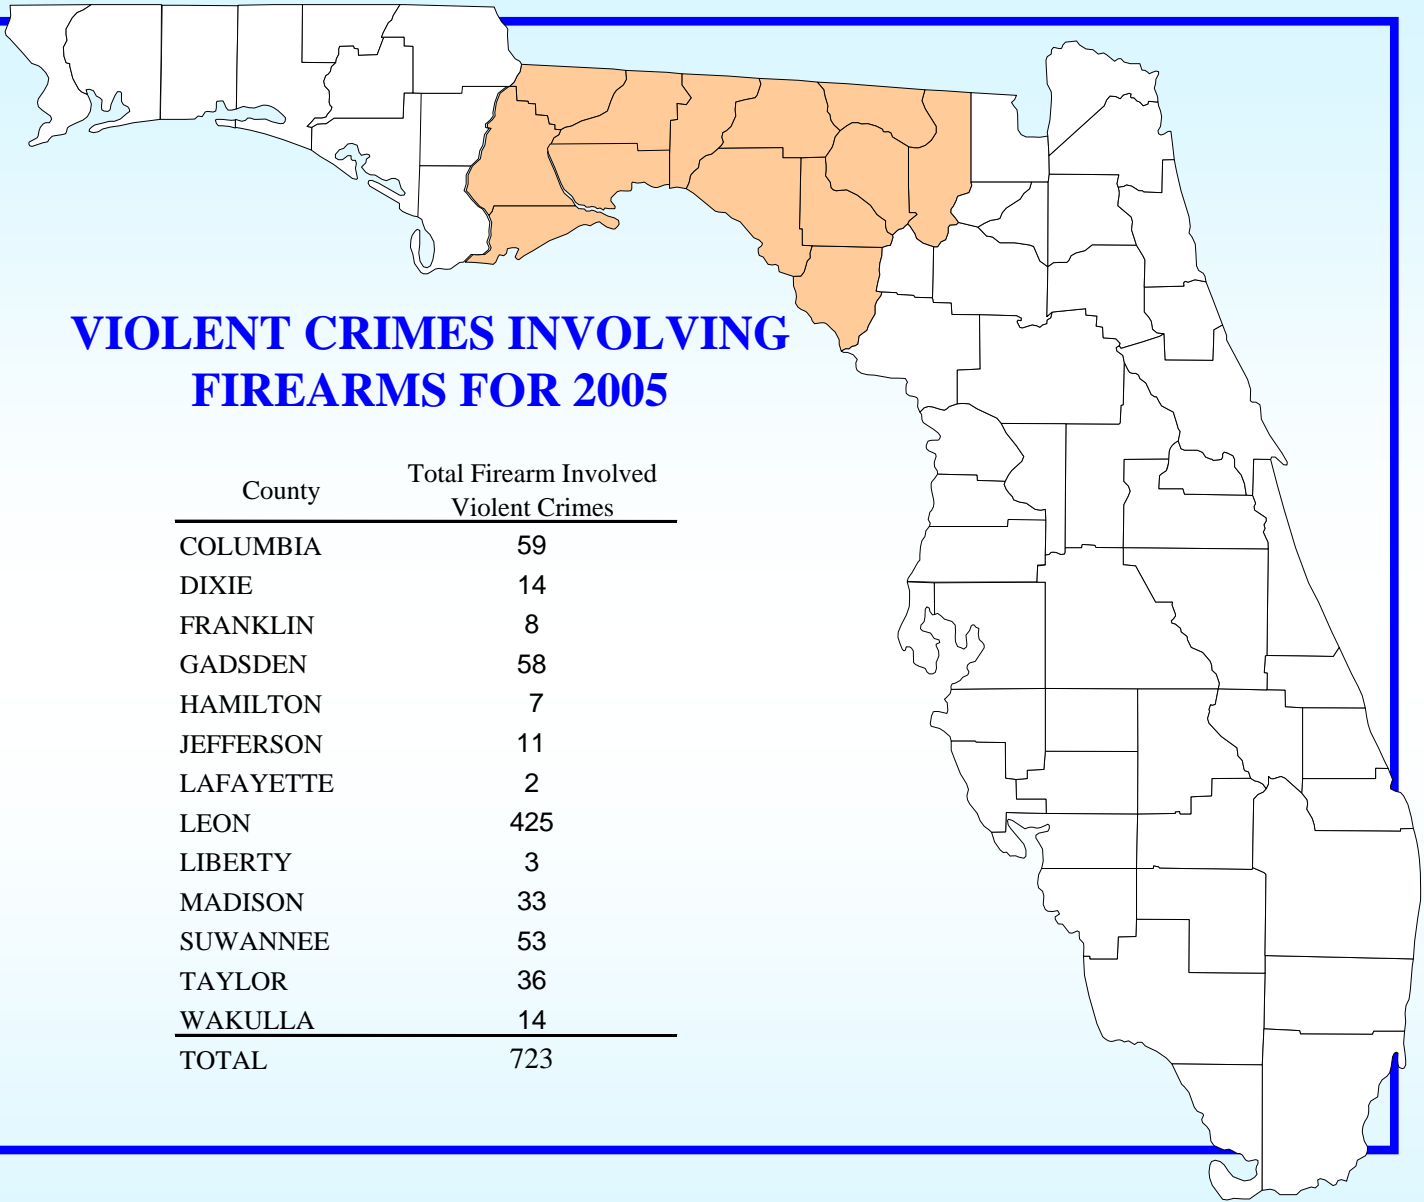 VIOLENT CRIMES INVOLVING
FIREARMS FOR 2005
County Total Firearm Involved
Violent Crimes
COLUMBIA 59
DIXIE 14
FRANKLIN 8
GADSDEN 58
HAMILTON 7
JEFFERSON 11
LAFAYETTE 2
LEON 425
LIBERTY 3
MADISON 33
SUWANNEE 53
TAYLOR 36
WAKULLA 14
TOTAL 723